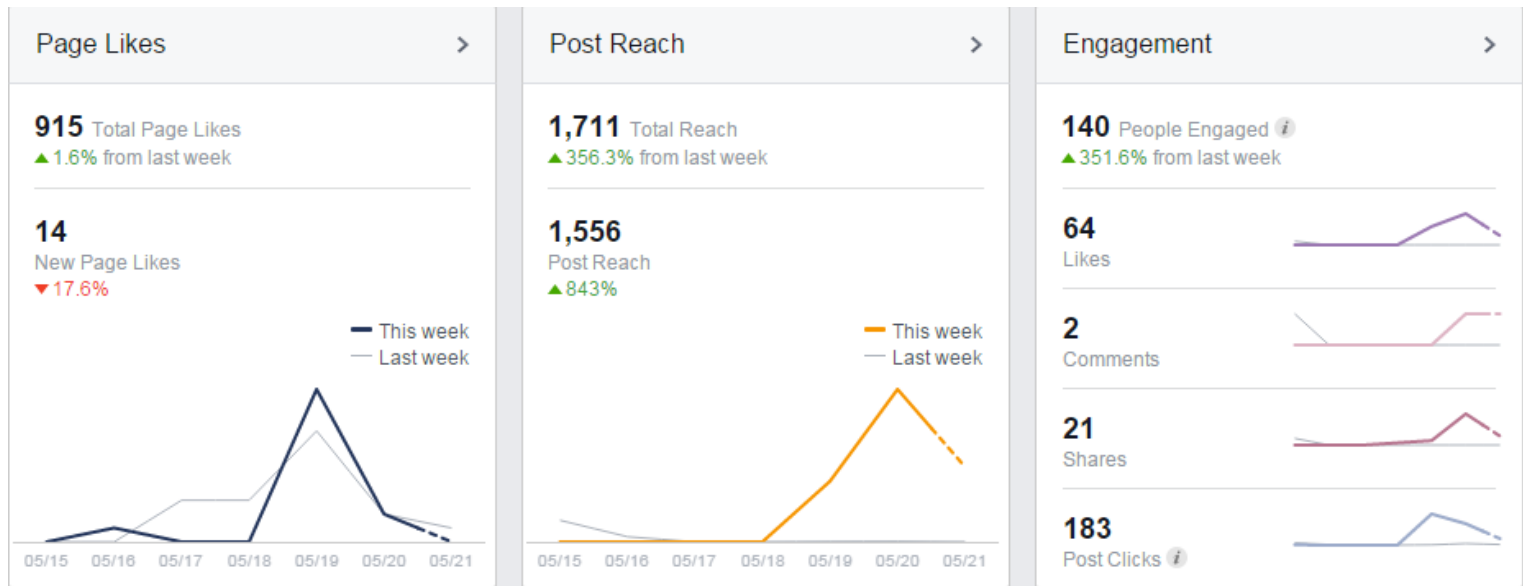 Page Likes
915 Total Page Likes
1.6% from last week
14
New Page Likes
17.6%
This week
Last week
05/15 05/16 05/17 05/18 05/19 05/20 05/21
Post Reach
1,711 Total Reach
356.3% from last week
1,556
Post Reach
843%
This week
Last week
05/15 05/16 05/17 05/18 05/19 05/20 05/21
Engagement
140 People Engaged i
351.6% from last week
64
Likes
2
Comments
21
Shares
183
Post Clicks i